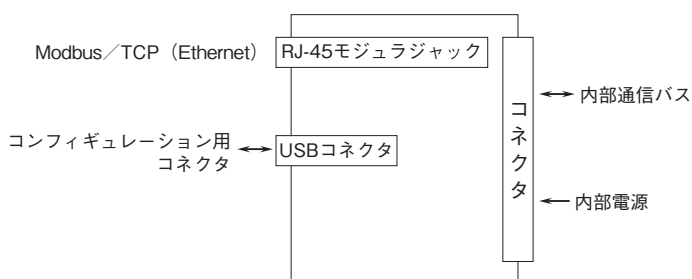 Modbus／TCP（Ethernet）
RJ-45モジュラジャック
コンフィギュレーション用
コネクタ
USBコネクタ
コネクタ
内部通信バス
内部電源